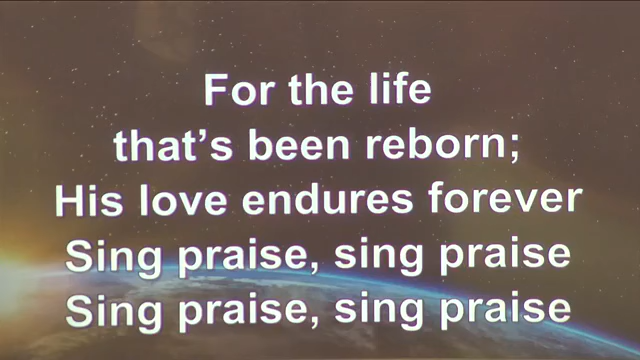 For the life
that's been reborn;
His love endures forever
Sing praise, sing praise
Sing praise, sing praise